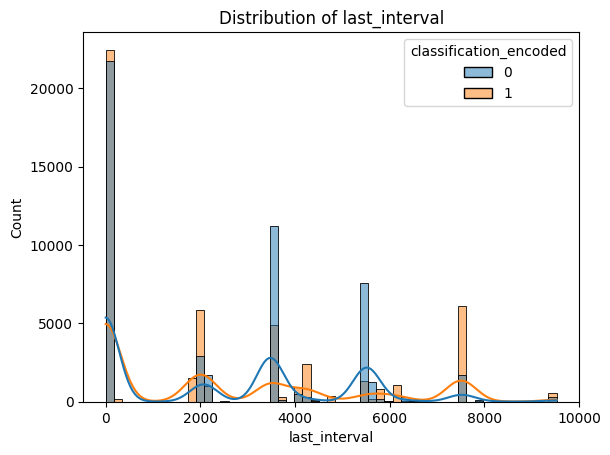 Distribution of last_interval
classification_encoded
0
1
20000
15000
10000
5000
0
Count
0 2000 4000 6000 8000 10000
last_interval